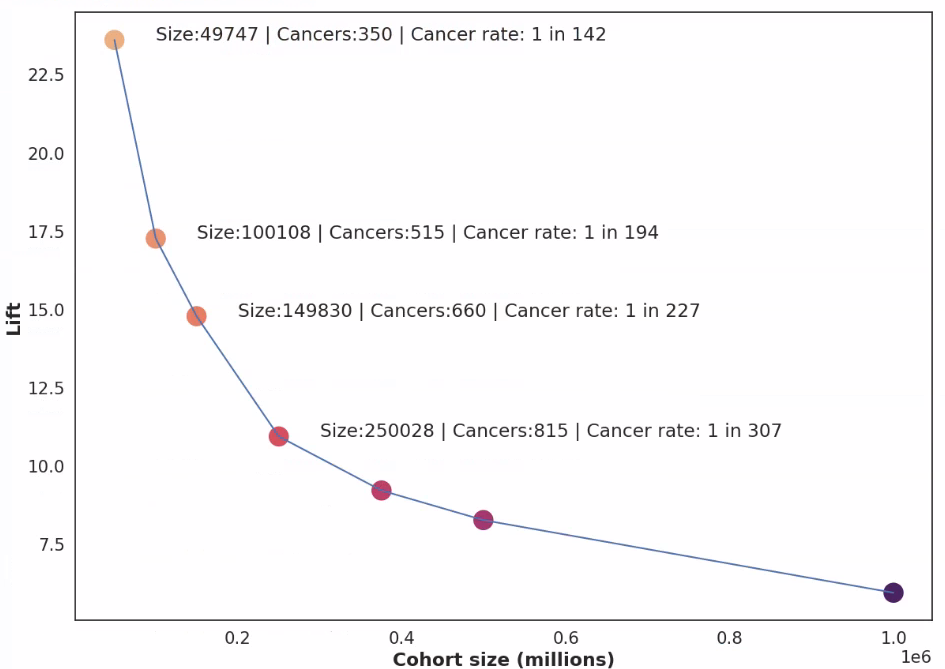 Size:49747 | Cancers:350 | Cancer rate: 1 in 142
22.5
20.0
17.5
Size:100108 | Cancers:515 | Cancer rate: 1 in 194
Lift
15.0
Size:149830 | Cancers:660 | Cancer rate: 1 in 227
12.5
Size:250028 | Cancers:815 | Cancer rate: 1 in 307
10.0
7.5
0.2 0.4 0.6 0.8 1.0
1e6
Cohort size (millions)